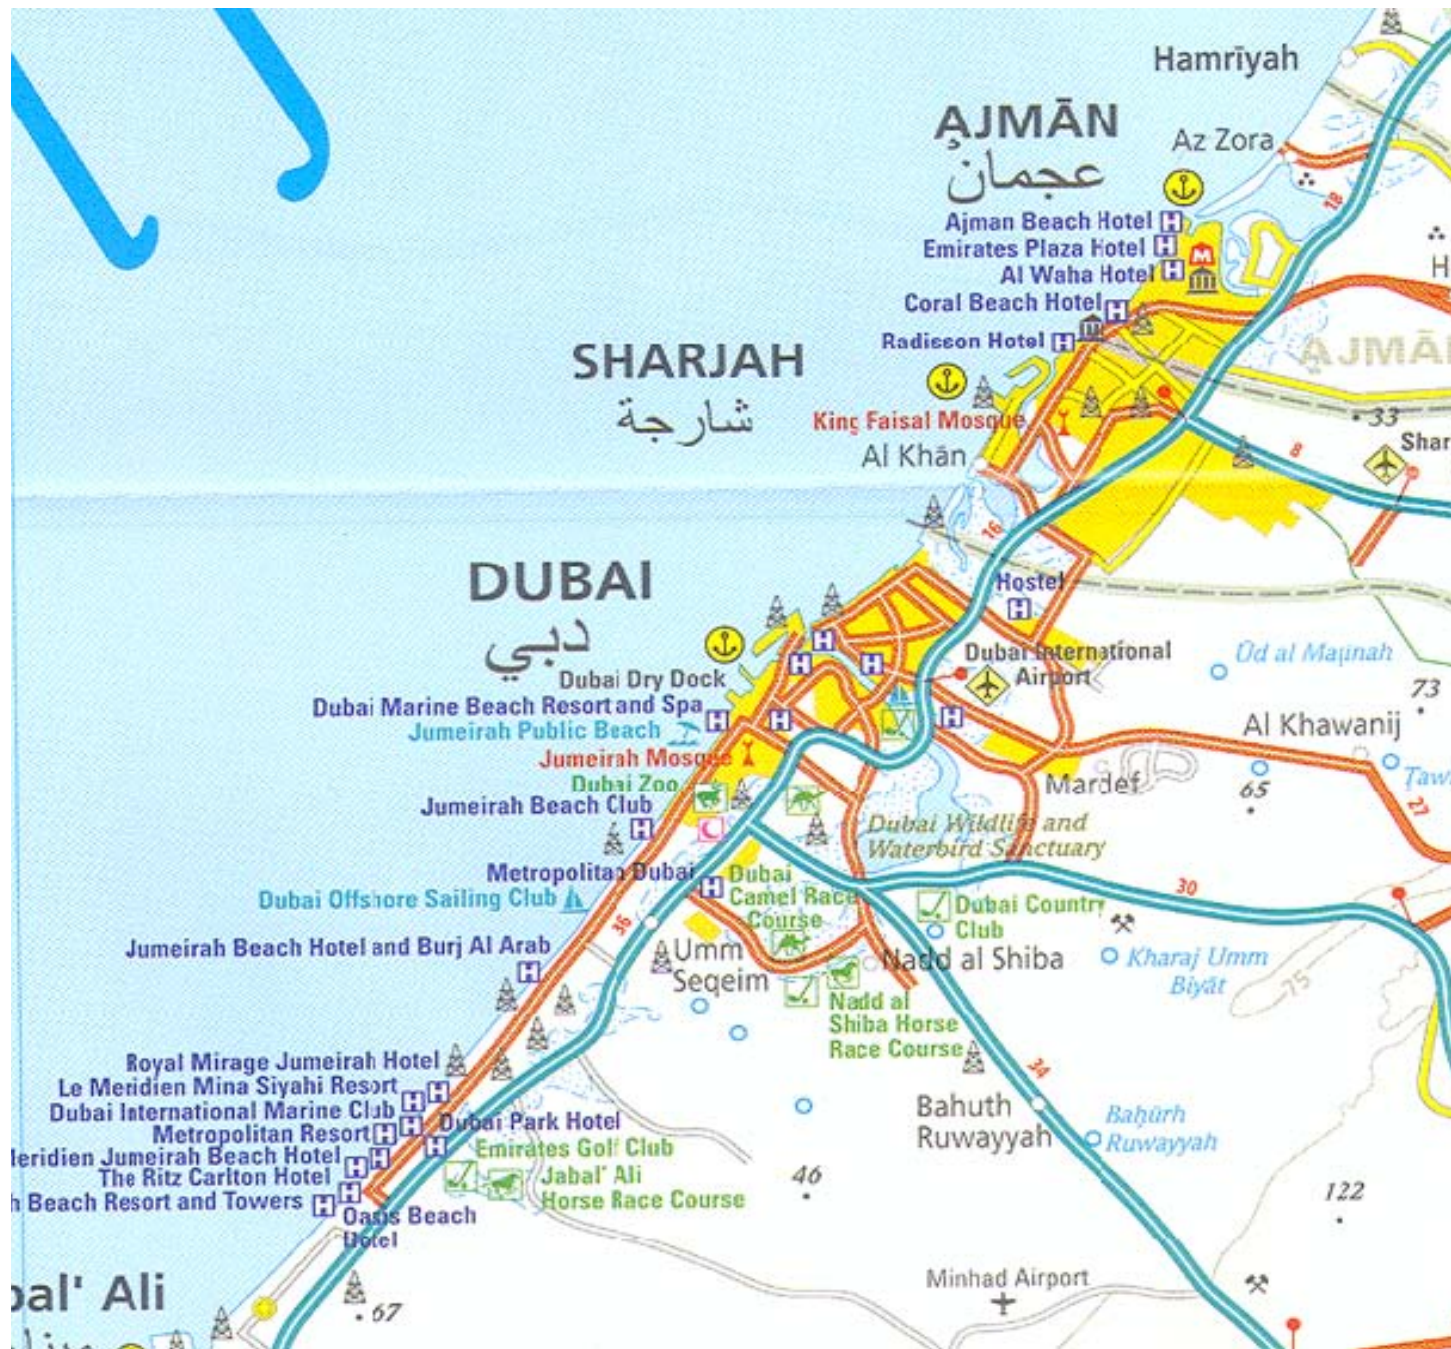 Hamrīyah
AJMĀN
عجمان
Az Zora
18
Ajman Beach Hotel H
Emirates Plaza Hotel H
M
Al Waha Hotel H
H
Coral Beach Hotel H
Radisson Hotel H
AJMĀ
SHARJAH
شارجة
King Faisal Mosque
33
Shar
8
Al Khān
16
DUBAI
دبي
Hostel
H
H
H
H
Dubai International
Airport
Ūd al Maţīnah
73
Dubai Dry Dock
Dubai Marine Beach Resort and Spa H
H
H
Jumeirah Public Beach
Al Khawanij
Jumeirah Mosque
Dubai Zoo
Mardef
65
Ţaw
27
Jumeirah Beach Club
H
Dubai Wildlife and
Waterbird Sanctuary
Metropolitan Dubai
H
Dubai
Camel Race
Course
30
Dubai Offshore Sailing Club
Dubai Country
Club
36
Jumeirah Beach Hotel and Burj Al Arab
H
Umm
Seqeim
Nadd al Shiba
Kharaj Umm
Biyāt
75
Nadd al
Shiba Horse
Race Course
Royal Mirage Jumeirah Hotel
H
34
Le Meridien Mina Siyahi Resort H
Dubai International Marine Club H
Dubai Park Hotel
H
Metropolitan Resort H
Bahuth
Ruwayyah
Baḩūrh
Ruwayyah
eridien Jumeirah Beach Hotel H
Emirates Golf Club
The Ritz Carlton Hotel H
Jabal' Ali
Horse Race Course
46
h Beach Resort and Towers H
H
Oasis Beach
Hotel
122
Minhad Airport
bal' Ali
67